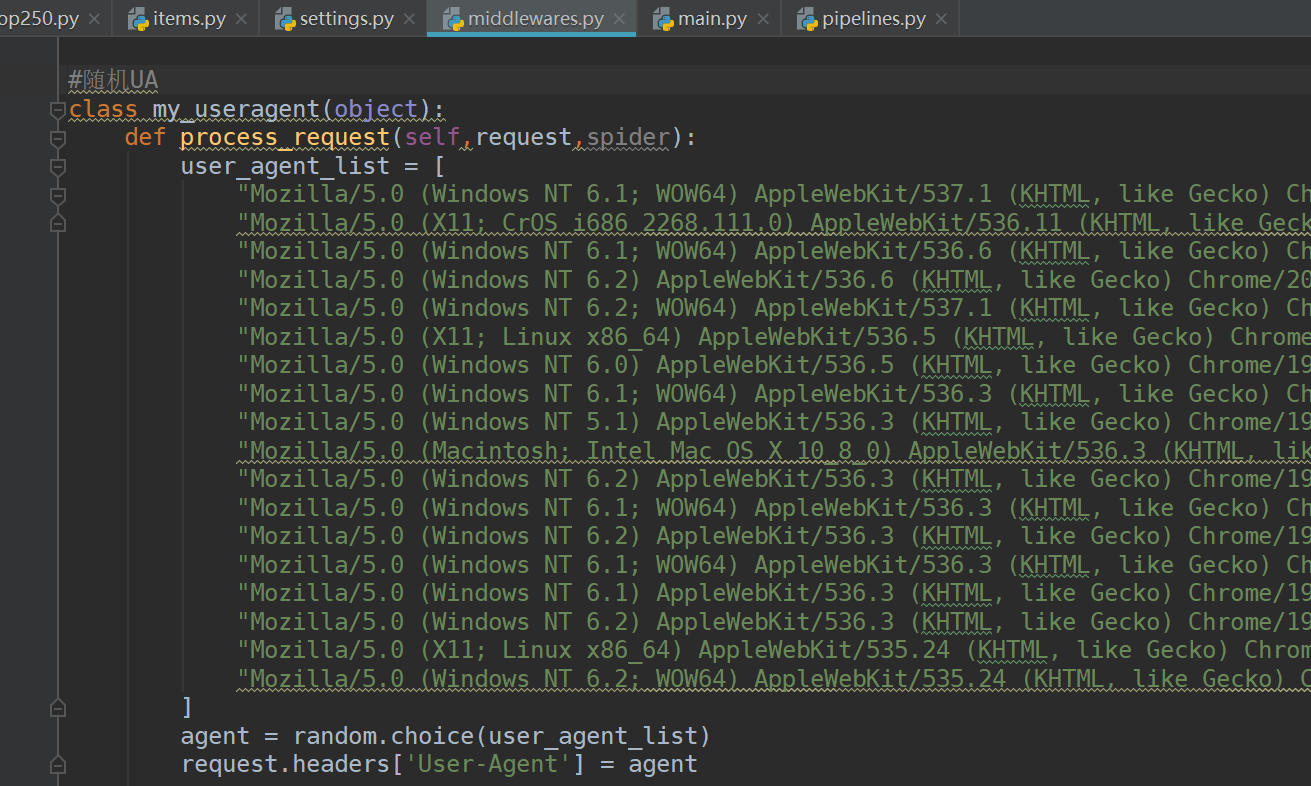 op250.py items.py settings.py middlewares.py main.py pipelines.py
#随机UA
class my_useragent(object):
def process_request(self,request,spider):
user_agent_list = [
"Mozilla/5.0 (Windows NT 6.1; WOW64) AppleWebKit/537.1 (KHTML, like Gecko) Ch
"Mozilla/5.0 (X11; CrOS i686 2268.111.0) AppleWebKit/536.11 (KHTML, like Geck
"Mozilla/5.0 (Windows NT 6.1; WOW64) AppleWebKit/536.6 (KHTML, like Gecko) Ch
"Mozilla/5.0 (Windows NT 6.2) AppleWebKit/536.6 (KHTML, like Gecko) Chrome/20
"Mozilla/5.0 (Windows NT 6.2; WOW64) AppleWebKit/537.1 (KHTML, like Gecko) Ch
"Mozilla/5.0 (X11; Linux x86_64) AppleWebKit/536.5 (KHTML, like Gecko) Chrome
"Mozilla/5.0 (Windows NT 6.0) AppleWebKit/536.5 (KHTML, like Gecko) Chrome/19
"Mozilla/5.0 (Windows NT 6.1; WOW64) AppleWebKit/536.3 (KHTML, like Gecko) Ch
"Mozilla/5.0 (Windows NT 5.1) AppleWebKit/536.3 (KHTML, like Gecko) Chrome/19
"Mozilla/5.0 (Macintosh; Intel Mac OS X 10_8_0) AppleWebKit/536.3 (KHTML, lik
"Mozilla/5.0 (Windows NT 6.2) AppleWebKit/536.3 (KHTML, like Gecko) Chrome/19
"Mozilla/5.0 (Windows NT 6.1; WOW64) AppleWebKit/536.3 (KHTML, like Gecko) Ch
"Mozilla/5.0 (Windows NT 6.2) AppleWebKit/536.3 (KHTML, like Gecko) Chrome/19
"Mozilla/5.0 (Windows NT 6.1; WOW64) AppleWebKit/536.3 (KHTML, like Gecko) Ch
"Mozilla/5.0 (Windows NT 6.1) AppleWebKit/536.3 (KHTML, like Gecko) Chrome/19
"Mozilla/5.0 (Windows NT 6.2) AppleWebKit/536.3 (KHTML, like Gecko) Chrome/19
"Mozilla/5.0 (X11; Linux x86_64) AppleWebKit/535.24 (KHTML, like Gecko) Chrom
"Mozilla/5.0 (Windows NT 6.2; WOW64) AppleWebKit/535.24 (KHTML, like Gecko) C
]
agent = random.choice(user_agent_list)
request.headers['User-Agent'] = agent